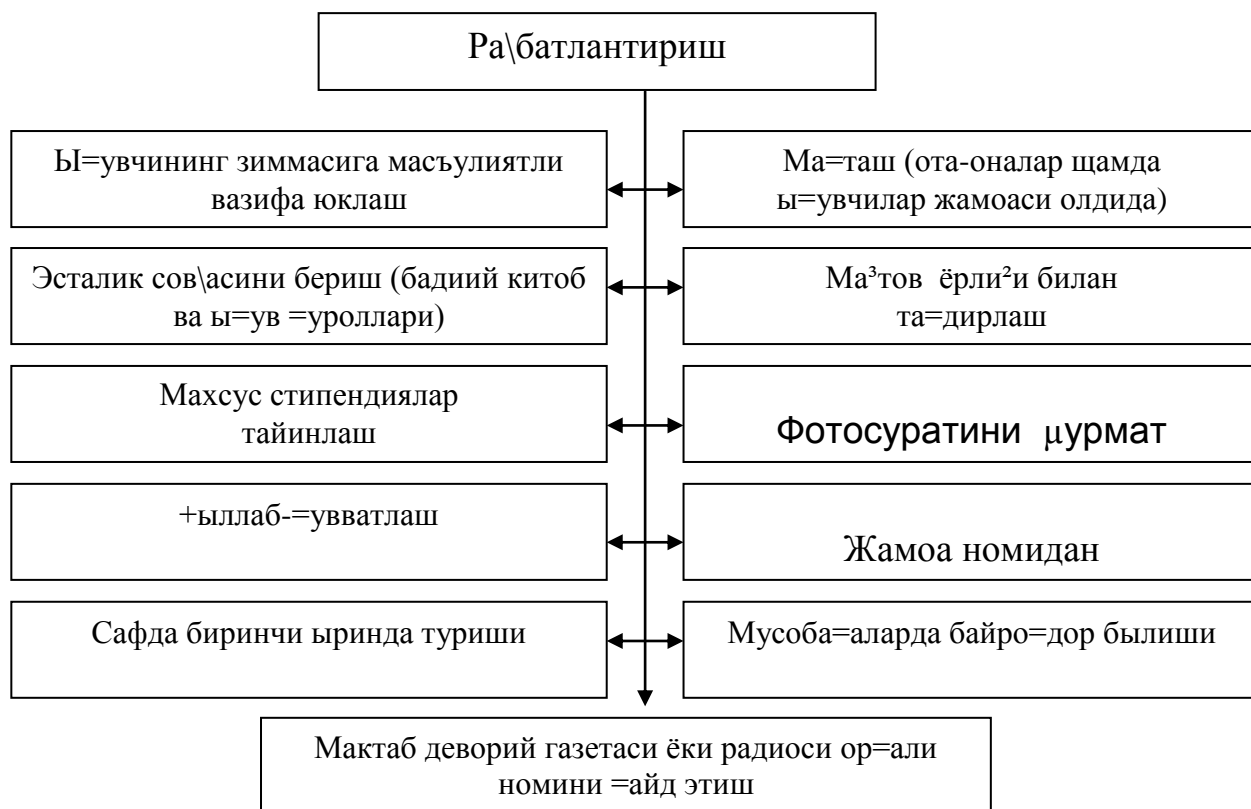 Ра\батлантириш
Ы=увчининг зиммасига масъулиятли
вазифа юклаш
Ма=таш (ота-оналар щамда
ы=увчилар жамоаси олдида)
Эсталик сов\асини бериш (бадиий китоб
ва ы=ув =уроллари)
Ма³тов ёрли²и билан
та=дирлаш
Махсус стипендиялар
тайинлаш
Фотосуратини µурмат
+ыллаб-=увватлаш
Жамоа номидан
Сафда биринчи ыринда туриши
Мусоба=аларда байро=дор былиши
Мактаб деворий газетаси ёки радиоси ор=али
номини =айд этиш